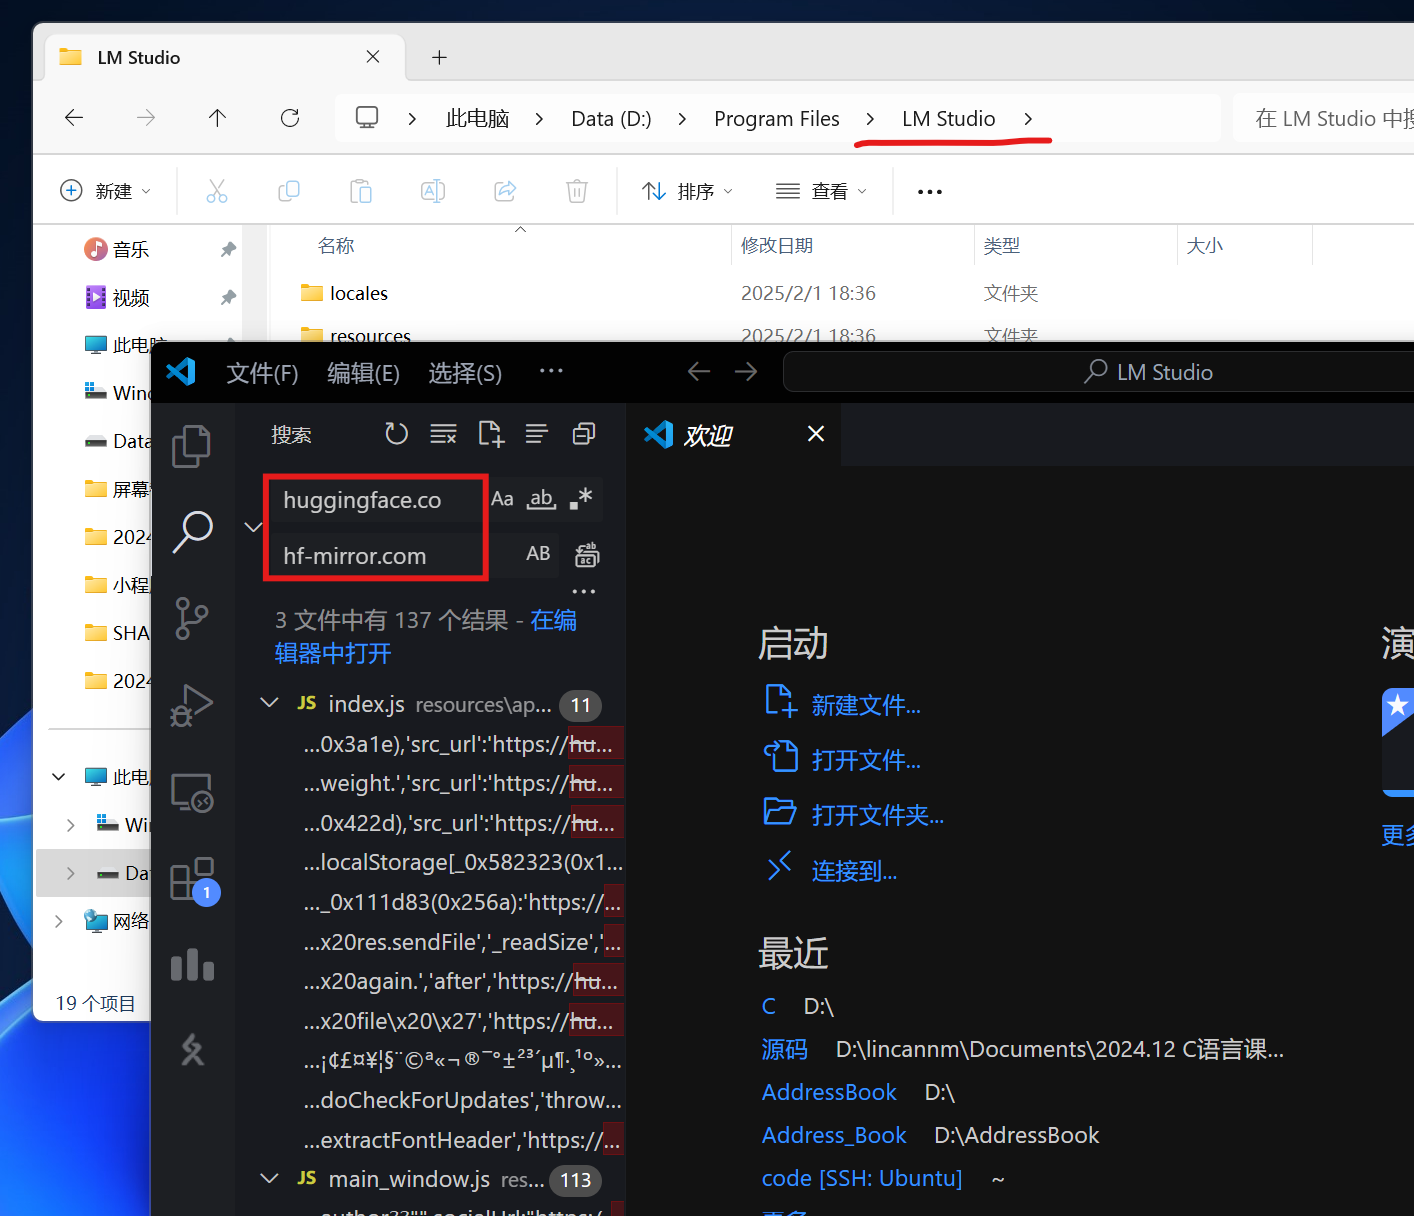 LM Studio
此电脑 Data (D:) Program Files LM Studio
在 LM Studio 中搜
新建 排序 查看
名称 修改日期 类型 大小
音乐
视频
此电脑
Wind
Data
屏幕
2024
小程
SHA
2024
此电
Wi
Da
网络
19 个项目
locales 2025/2/1 18:36 文件夹
resources 2025/2/1 18:36 文件夹
文件(F) 编辑(E) 选择(S) ···
LM Studio
搜索
huggingface.co
Aa ab .*
hf-mirror.com
AB
3 文件中有 137 个结果 - 在编
辑器中打开
JS index.js resources\ap... 11
...0x3a1e),'src_url':'https://hu...
...weight.','src_url':'https://hu...
...0x422d),'src_url':'https://hu...
...localStorage[_0x582323(0x1...
..._0x111d83(0x256a):'https://...
...x20res.sendFile','_readSize','...
...x20again.','after','https://hu...
...x20file\x20\x27','https://hu...
...¡¢£¤¥¦§¨©ª«¬®¯°±²³´µ¶·¸¹º»...
...doCheckForUpdates','throw...
...extractFontHeader','https://...
JS main_window.js res... 113
1
欢迎
启动
新建文件...
打开文件...
打开文件夹...
连接到...
最近
C D:\
源码 D:\lincannm\Documents\2024.12 C语言课...
AddressBook D:\
Address_Book D:\AddressBook
code [SSH: Ubuntu] ~
演
更多